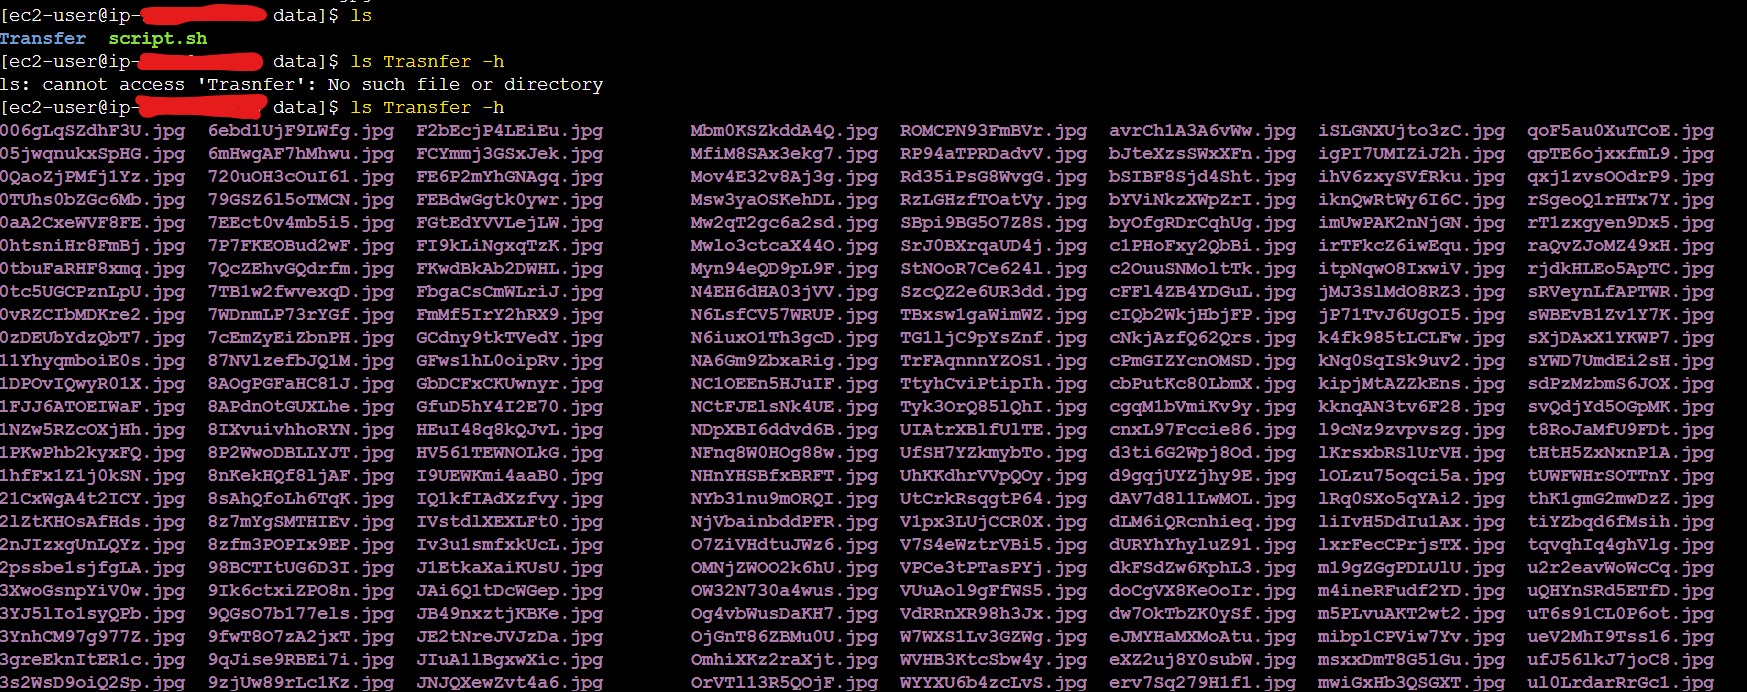 [ec2-user@ip- data]$ ls
Transfer script.sh
[ec2-user@ip- data]$ ls Trasnfer -h
ls: cannot access 'Trasnfer': No such file or directory
[ec2-user@ip- data]$ ls Transfer -h
006gLqSZdhF3U.jpg 6ebd1UjF9LWfg.jpg F2bEcjP4LEiEu.jpg Mbm0KSZkddA4Q.jpg ROMCPN93FmBVr.jpg avrCh1A3A6vWw.jpg iSLGNXUjto3zC.jpg qoF5au0XuTCoE.jpg
05jwqnukxSpHG.jpg 6mHwgAF7hMhwu.jpg FCYmmj3GSxJek.jpg MfiM8SAx3ekg7.jpg RP94aTPRDadvV.jpg bJteXzsSWxXFn.jpg igPI7UMIZiJ2h.jpg qpTE6ojxxfmL9.jpg
0QaoZjPMfj1Yz.jpg 720uOH3cOuI61.jpg FE6P2mYhGNAgq.jpg Mov4E32v8Aj3g.jpg Rd35iPsG8WvgG.jpg bSIBF8Sjd4Sht.jpg ihV6zxySVfRku.jpg qxj1zvsOOdrP9.jpg
0TUhs0bZGc6Mb.jpg 79GSZ6l5oTMCN.jpg FEBdwGgtk0ywr.jpg Msw3yaOSKehDL.jpg RzLGHzfTOatVy.jpg bYViNkzXWpZrI.jpg iknQwRtWy6I6C.jpg rSgeoQ1rHTx7Y.jpg
0aA2CxeWVF8FE.jpg 7EEct0v4mb5i5.jpg FGtEdYVVLejLW.jpg Mw2qT2gc6a2sd.jpg SBpi9BG5O7Z8S.jpg byOfgRDrCqhUg.jpg imUwPAK2nNjGN.jpg rT1zxgyen9Dx5.jpg
0htsniHr8FmBj.jpg 7P7FKEOBud2wF.jpg FI9kLiNgxqTzK.jpg Mwlo3ctcaX44O.jpg SrJ0BXrqaUD4j.jpg c1PHoFxy2QbBi.jpg irTFkcZ6iwEqu.jpg raQvZJoMZ49xH.jpg
0tbuFaRHF8xmq.jpg 7QcZEhvGQdrfm.jpg FKwdBkAb2DWHL.jpg Myn94eQD9pL9F.jpg StNOoR7Ce624l.jpg c2OuuSNMoltTk.jpg itpNqwO8IxwiV.jpg rjdkHLEo5ApTC.jpg
0tc5UGCPznLpU.jpg 7TB1w2fwvexqD.jpg FbgaCsCmWLriJ.jpg N4EH6dHA03jVV.jpg SzcQZ2e6UR3dd.jpg cFFl4ZB4YDGuL.jpg jMJ3SlMdO8RZ3.jpg sRVeynLfAPTWR.jpg
0vRZCIbMDKre2.jpg 7WDnmLP73rYGf.jpg FmMf5IrY2hRX9.jpg N6LsfCV57WRUP.jpg TBxsw1gaWimWZ.jpg cIQb2WkjHbjFP.jpg jP71TvJ6UgOI5.jpg sWBEvB1Zv1Y7K.jpg
0zDEUbYdzQbT7.jpg 7cEmZyEiZbnPH.jpg GCdny9tkTVedY.jpg N6iuxO1Th3gcD.jpg TG1ljC9pYsZnf.jpg cNkjAzfQ62Qrs.jpg k4fk985tLCLFw.jpg sXjDAxX1YKWP7.jpg
11YhyqmboiE0s.jpg 87NVlzefbJQ1M.jpg GFws1hL0oipRv.jpg NA6Gm9ZbxaRig.jpg TrFAqnnnYZOS1.jpg cPmGIZYcnOMSD.jpg kNq0SqISk9uv2.jpg sYWD7UmdEi2sH.jpg
1DPOvIQwyR01X.jpg 8AOgPGFaHC81J.jpg GbDCFxCKUwnyr.jpg NC1OEEn5HJuIF.jpg TtyhCviPtipIh.jpg cbPutKc80LbmX.jpg kipjMtAZZkEns.jpg sdPzMzbmS6JOX.jpg
1FJJ6ATOEIWaF.jpg 8APdnOtGUXLhe.jpg GfuD5hY4I2E70.jpg NCtFJElsNk4UE.jpg Tyk3OrQ85lQhI.jpg cgqM1bVmiKv9y.jpg kknqAN3tv6F28.jpg svQdjYd5OGpMK.jpg
1NZw5RZcOXjHh.jpg 8IXvuivhhoRYN.jpg HEuI48q8kQJvL.jpg NDpXBI6ddvd6B.jpg UIAtrXBlfUlTE.jpg cnxL97Fccie86.jpg l9cNz9zvpvszg.jpg t8RoJaMfU9FDt.jpg
1PKwPhb2kyxFQ.jpg 8P2WwoDBLLYJT.jpg HV561TEWNOLkG.jpg NFnq8W0HOg88w.jpg UfSH7YZkmybTo.jpg d3ti6G2Wpj8Od.jpg lKrsxbRSlUrVH.jpg tHtH5ZxNxnP1A.jpg
1hfFx1Z1j0kSN.jpg 8nKekHQf8ljAF.jpg I9UEWKmi4aaB0.jpg NHnYHSBfxBRFT.jpg UhKKdhrVVpQOy.jpg d9gqjUYZjhy9E.jpg lOLzu75oqci5a.jpg tUWFWHrSOTTnY.jpg
21CxWgA4t2ICY.jpg 8sAhQfoLh6TqK.jpg IQ1kfIAdXzfvy.jpg NYb31nu9mORQI.jpg UtCrkRsqgtP64.jpg dAV7d8l1LwMOL.jpg lRq0SXo5qYAi2.jpg thK1gmG2mwDzZ.jpg
2lZtKHOsAfHds.jpg 8z7mYgSMTHIEv.jpg IVstdlXEXLFt0.jpg NjVbainbddPFR.jpg V1px3LUjCCR0X.jpg dLM6iQRcnhieq.jpg liIvH5DdIu1Ax.jpg tiYZbqd6fMsih.jpg
2nJIzxgUnLQYz.jpg 8zfm3POPIx9EP.jpg Iv3u1smfxkUcL.jpg O7ZiVHdtuJWz6.jpg V7S4eWztrVBi5.jpg dURYhYhyluZ91.jpg lxrFecCPrjsTX.jpg tqvqhIq4ghVlg.jpg
2pssbe1sjfgLA.jpg 98BCTItUG6D3I.jpg J1EtkaXaiKUsU.jpg OMNjZWOO2k6hU.jpg VPCe3tPTasPYj.jpg dkFSdZw6KphL3.jpg m19gZGgPDLUlU.jpg u2r2eavWoWcCq.jpg
3XwoGsnpYiV0w.jpg 9Ik6ctxiZPO8n.jpg JAi6Q1tDcWGep.jpg OW32N730a4wus.jpg VUuAol9gFfWS5.jpg doCgVX8KeOoIr.jpg m4ineRFudf2YD.jpg uQHYnSRd5ETfD.jpg
3YJ5lIo1syQPb.jpg 9QGsO7b177els.jpg JB49nxztjKBKe.jpg Og4vbWusDaKH7.jpg VdRRnXR98h3Jx.jpg dw7OkTbZK0ySf.jpg m5PLvuAKT2wt2.jpg uT6s91CL0P6ot.jpg
3YnhCM97g977Z.jpg 9fwT8O7zA2jxT.jpg JE2tNreJVJzDa.jpg OjGnT86ZBMu0U.jpg W7WXS1Lv3GZWg.jpg eJMYHaMXMoAtu.jpg mibp1CPViw7Yv.jpg ueV2MhI9Tss16.jpg
3greEknItER1c.jpg 9qJise9RBEi7i.jpg JIuA1lBgxwXic.jpg OmhiXKz2raXjt.jpg WVHB3KtcSbw4y.jpg eXZ2uj8Y0subW.jpg msxxDmT8G51Gu.jpg ufJ56lkJ7joC8.jpg
3s2WsD9oiQ2Sp.jpg 9zjUw89rLc1Kz.jpg JNJQXewZvt4a6.jpg OrVTl13R5QOjF.jpg WYYXU6b4zcLvS.jpg erv7Sq279H1f1.jpg mwiGxHb3QSGXT.jpg ul0LrdarRrGc1.jpg